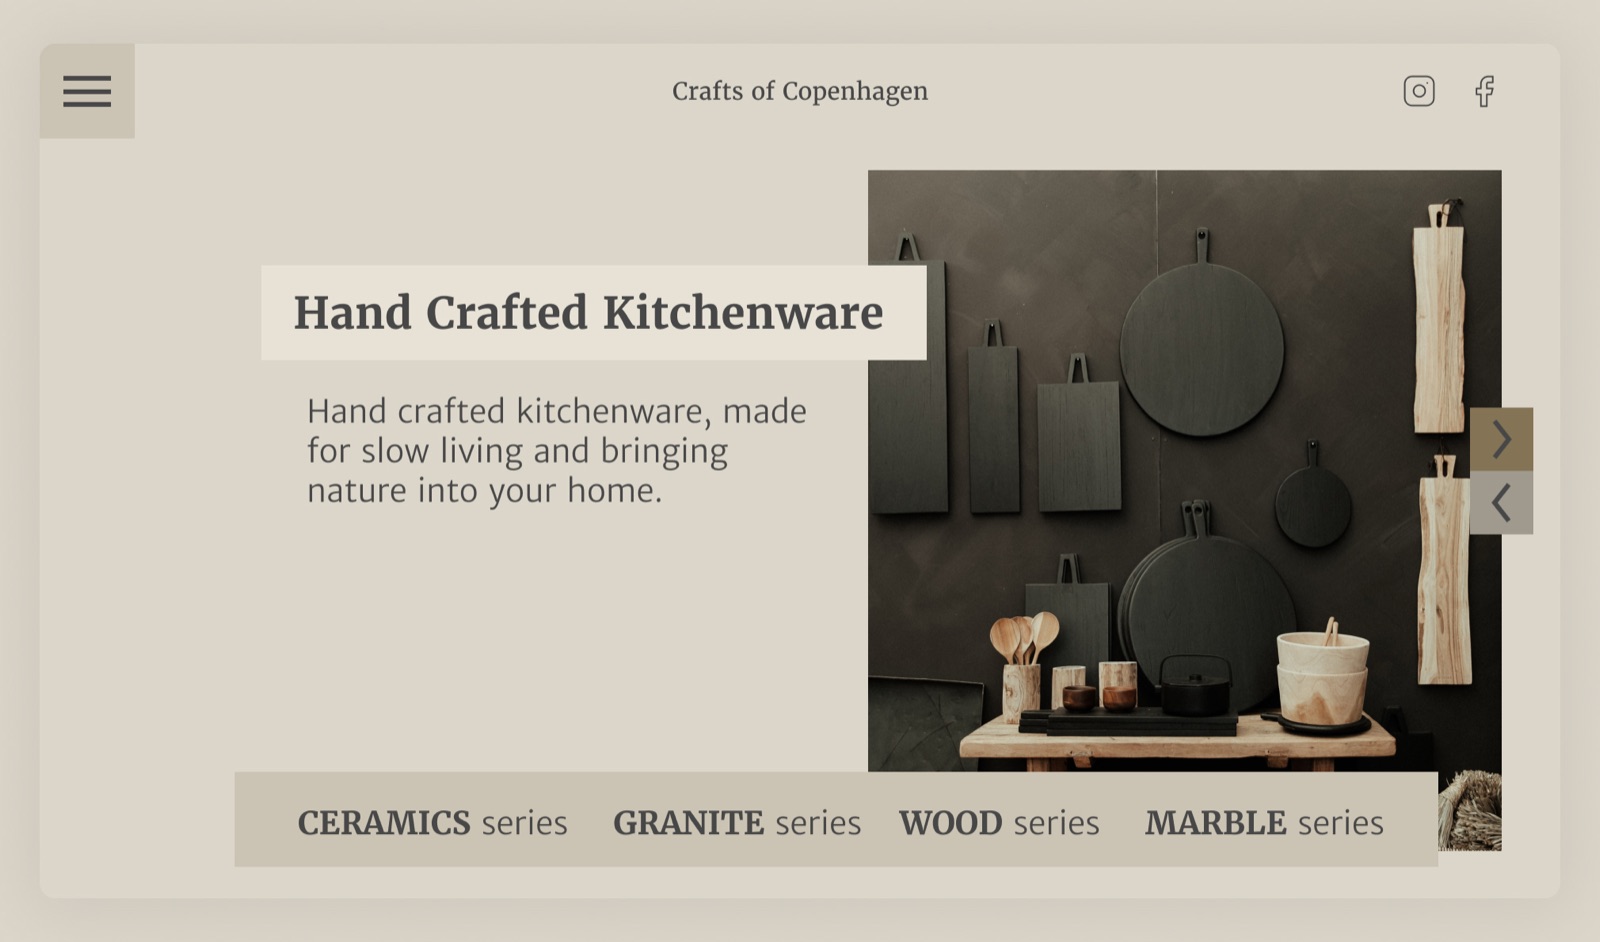 Crafts of Copenhagen
Hand Crafted Kitchenware
Hand crafted kitchenware, made
for slow living and bringing
nature into your home.
CERAMICS series GRANITE series WOOD series MARBLE series